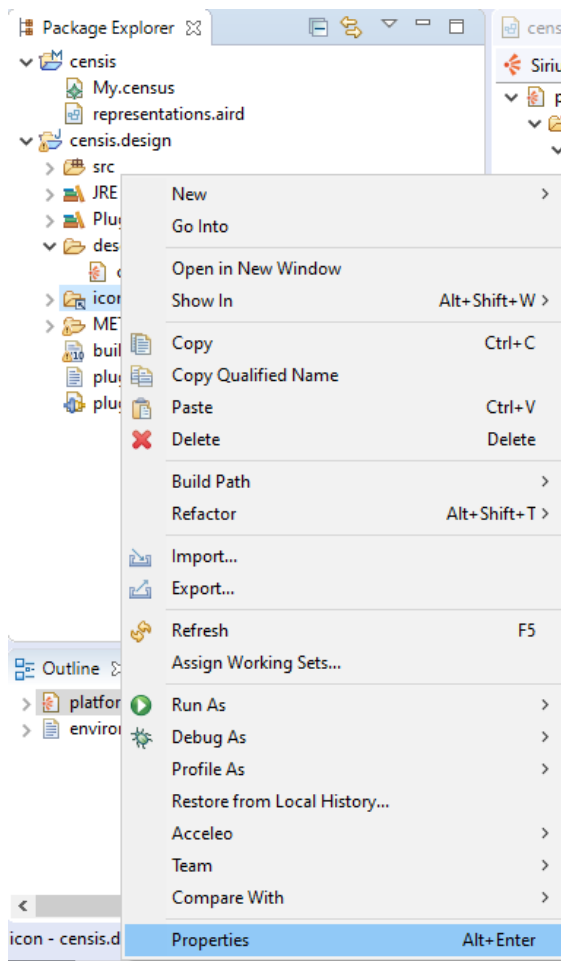 Package Explorer
cens
censis
Siriu
My.census
p
representations.aird
censis.design
src
JRE
New
Plu
Go Into
des
Open in New Window
icon
Show In Alt+Shift+W
MET
buil
Copy Ctrl+C
plu
Copy Qualified Name
plu
Paste Ctrl+V
Delete Delete
Build Path
Refactor Alt+Shift+T
Import...
Export...
Refresh F5
Outline
Assign Working Sets...
platfor
Run As
enviro
Debug As
Profile As
Restore from Local History...
Acceleo
Team
Compare With
icon - censis.d
Properties Alt+Enter